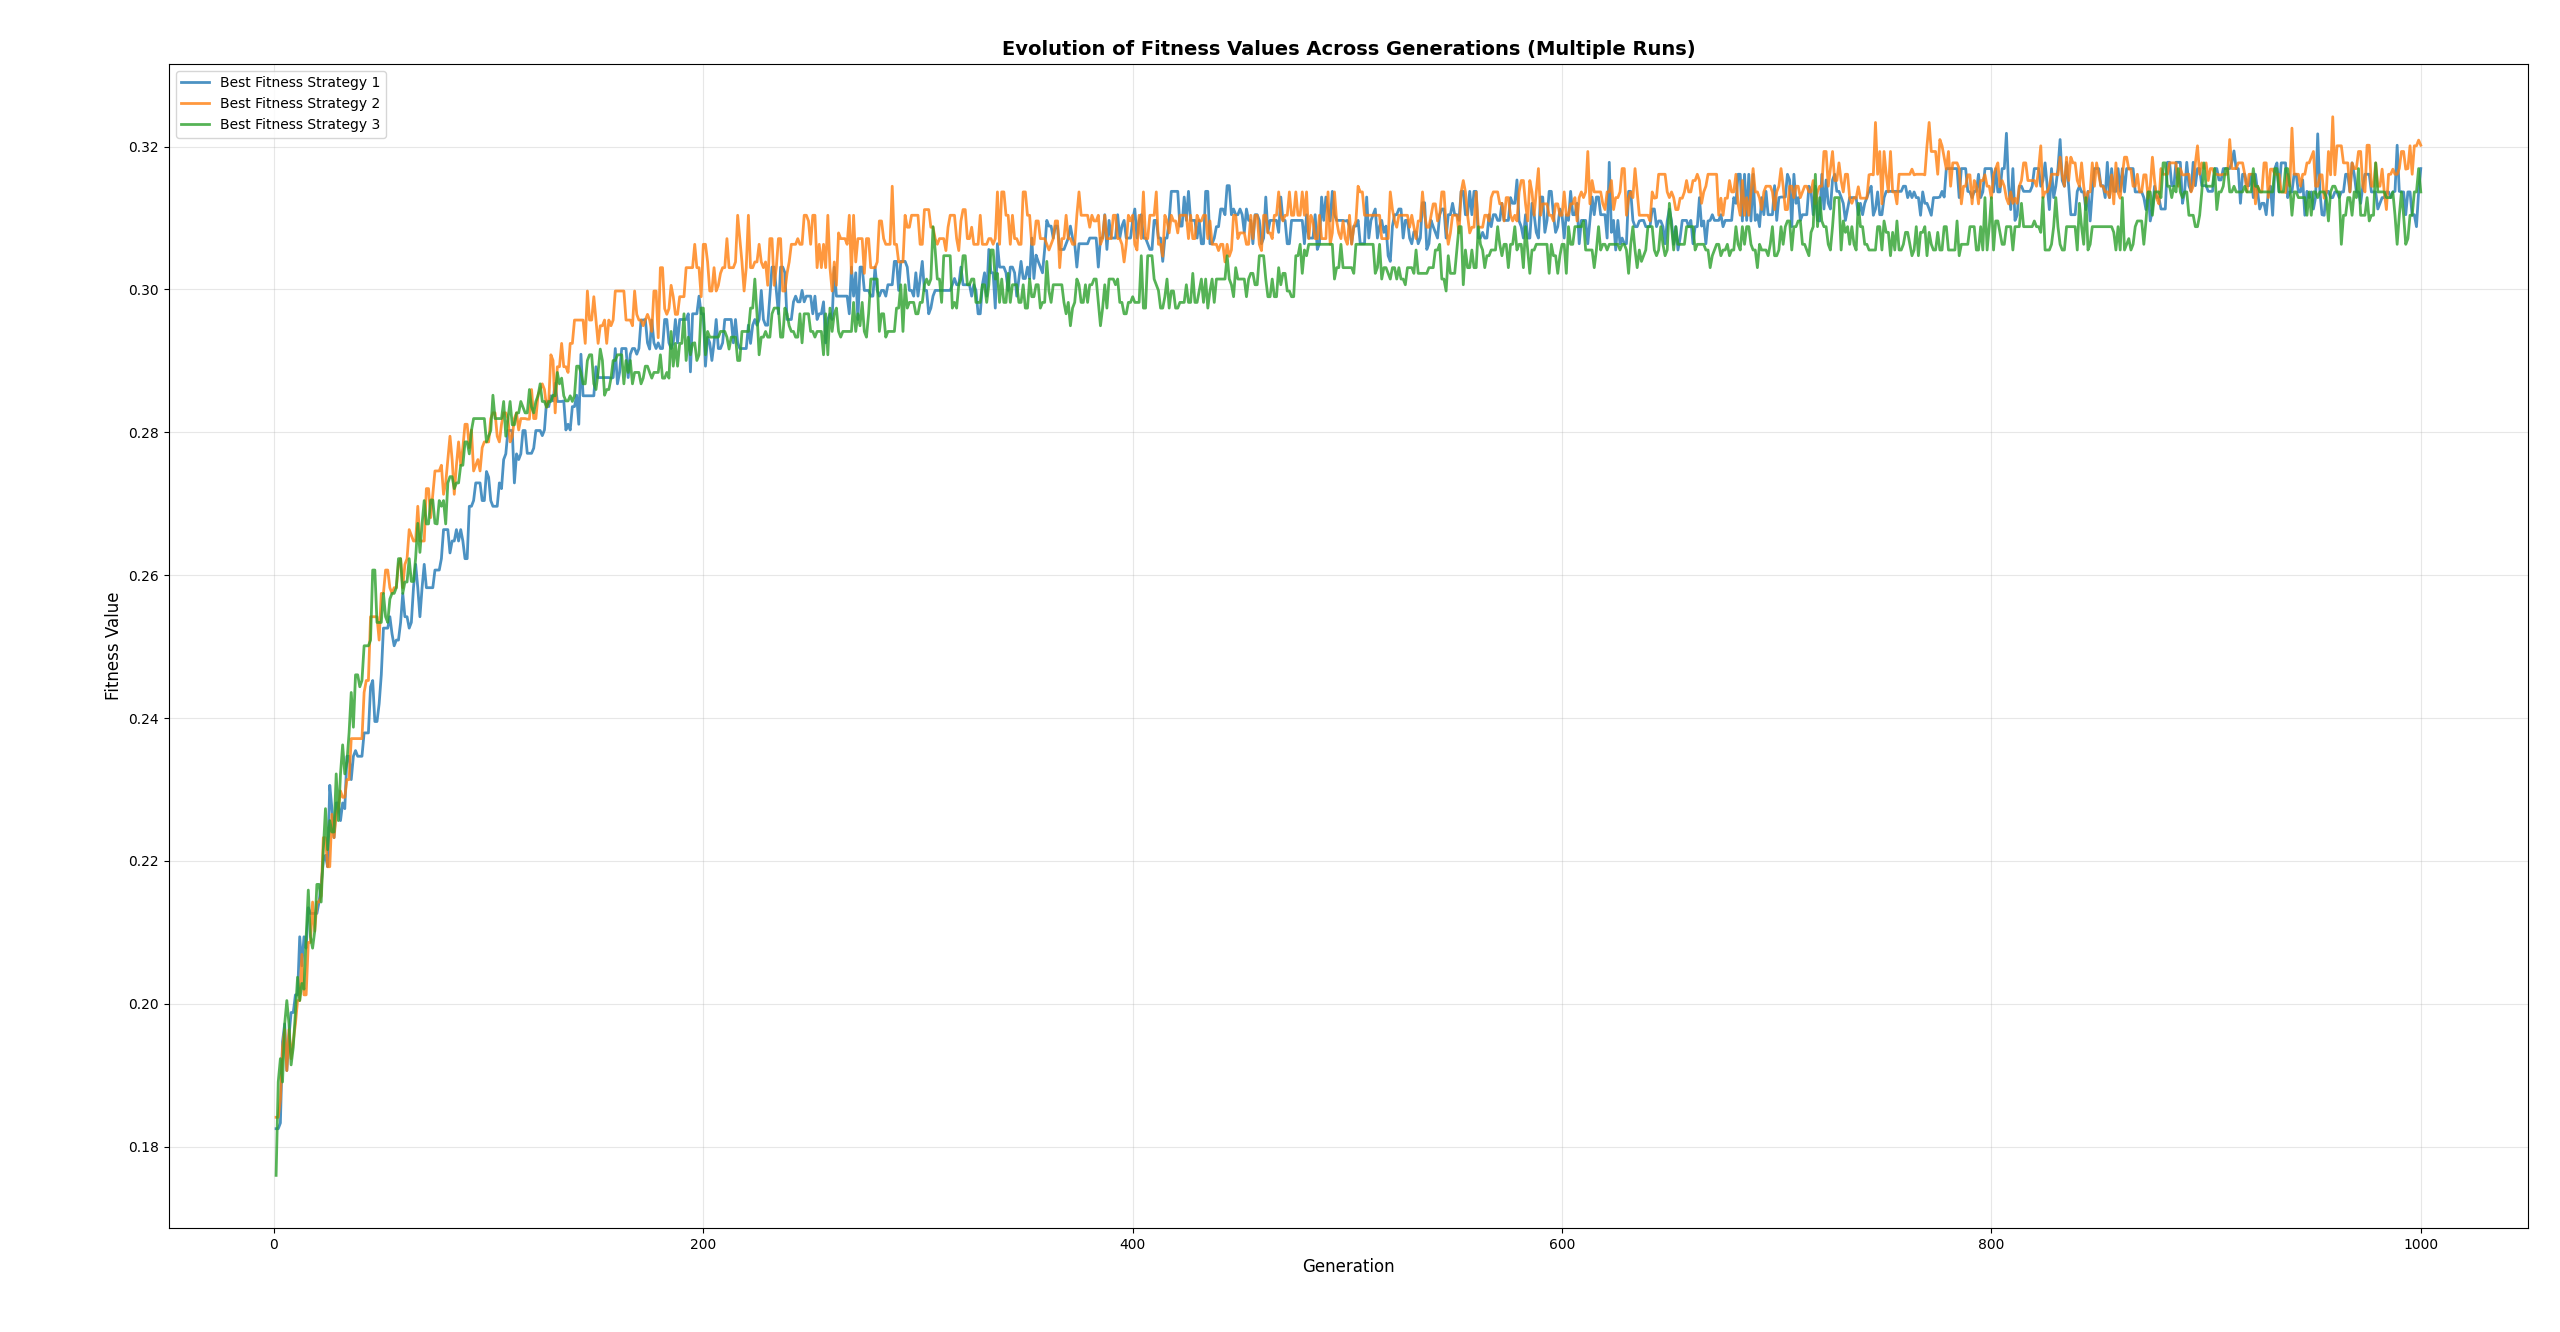 Evolution of Fitness Values Across Generations (Multiple Runs)
Best Fitness Strategy 1
Best Fitness Strategy 2
Best Fitness Strategy 3
0.32
0.30
0.28
0.26
0.24
0.22
0.20
0.18
Fitness Value
0 200 400 600 800 1000
Generation